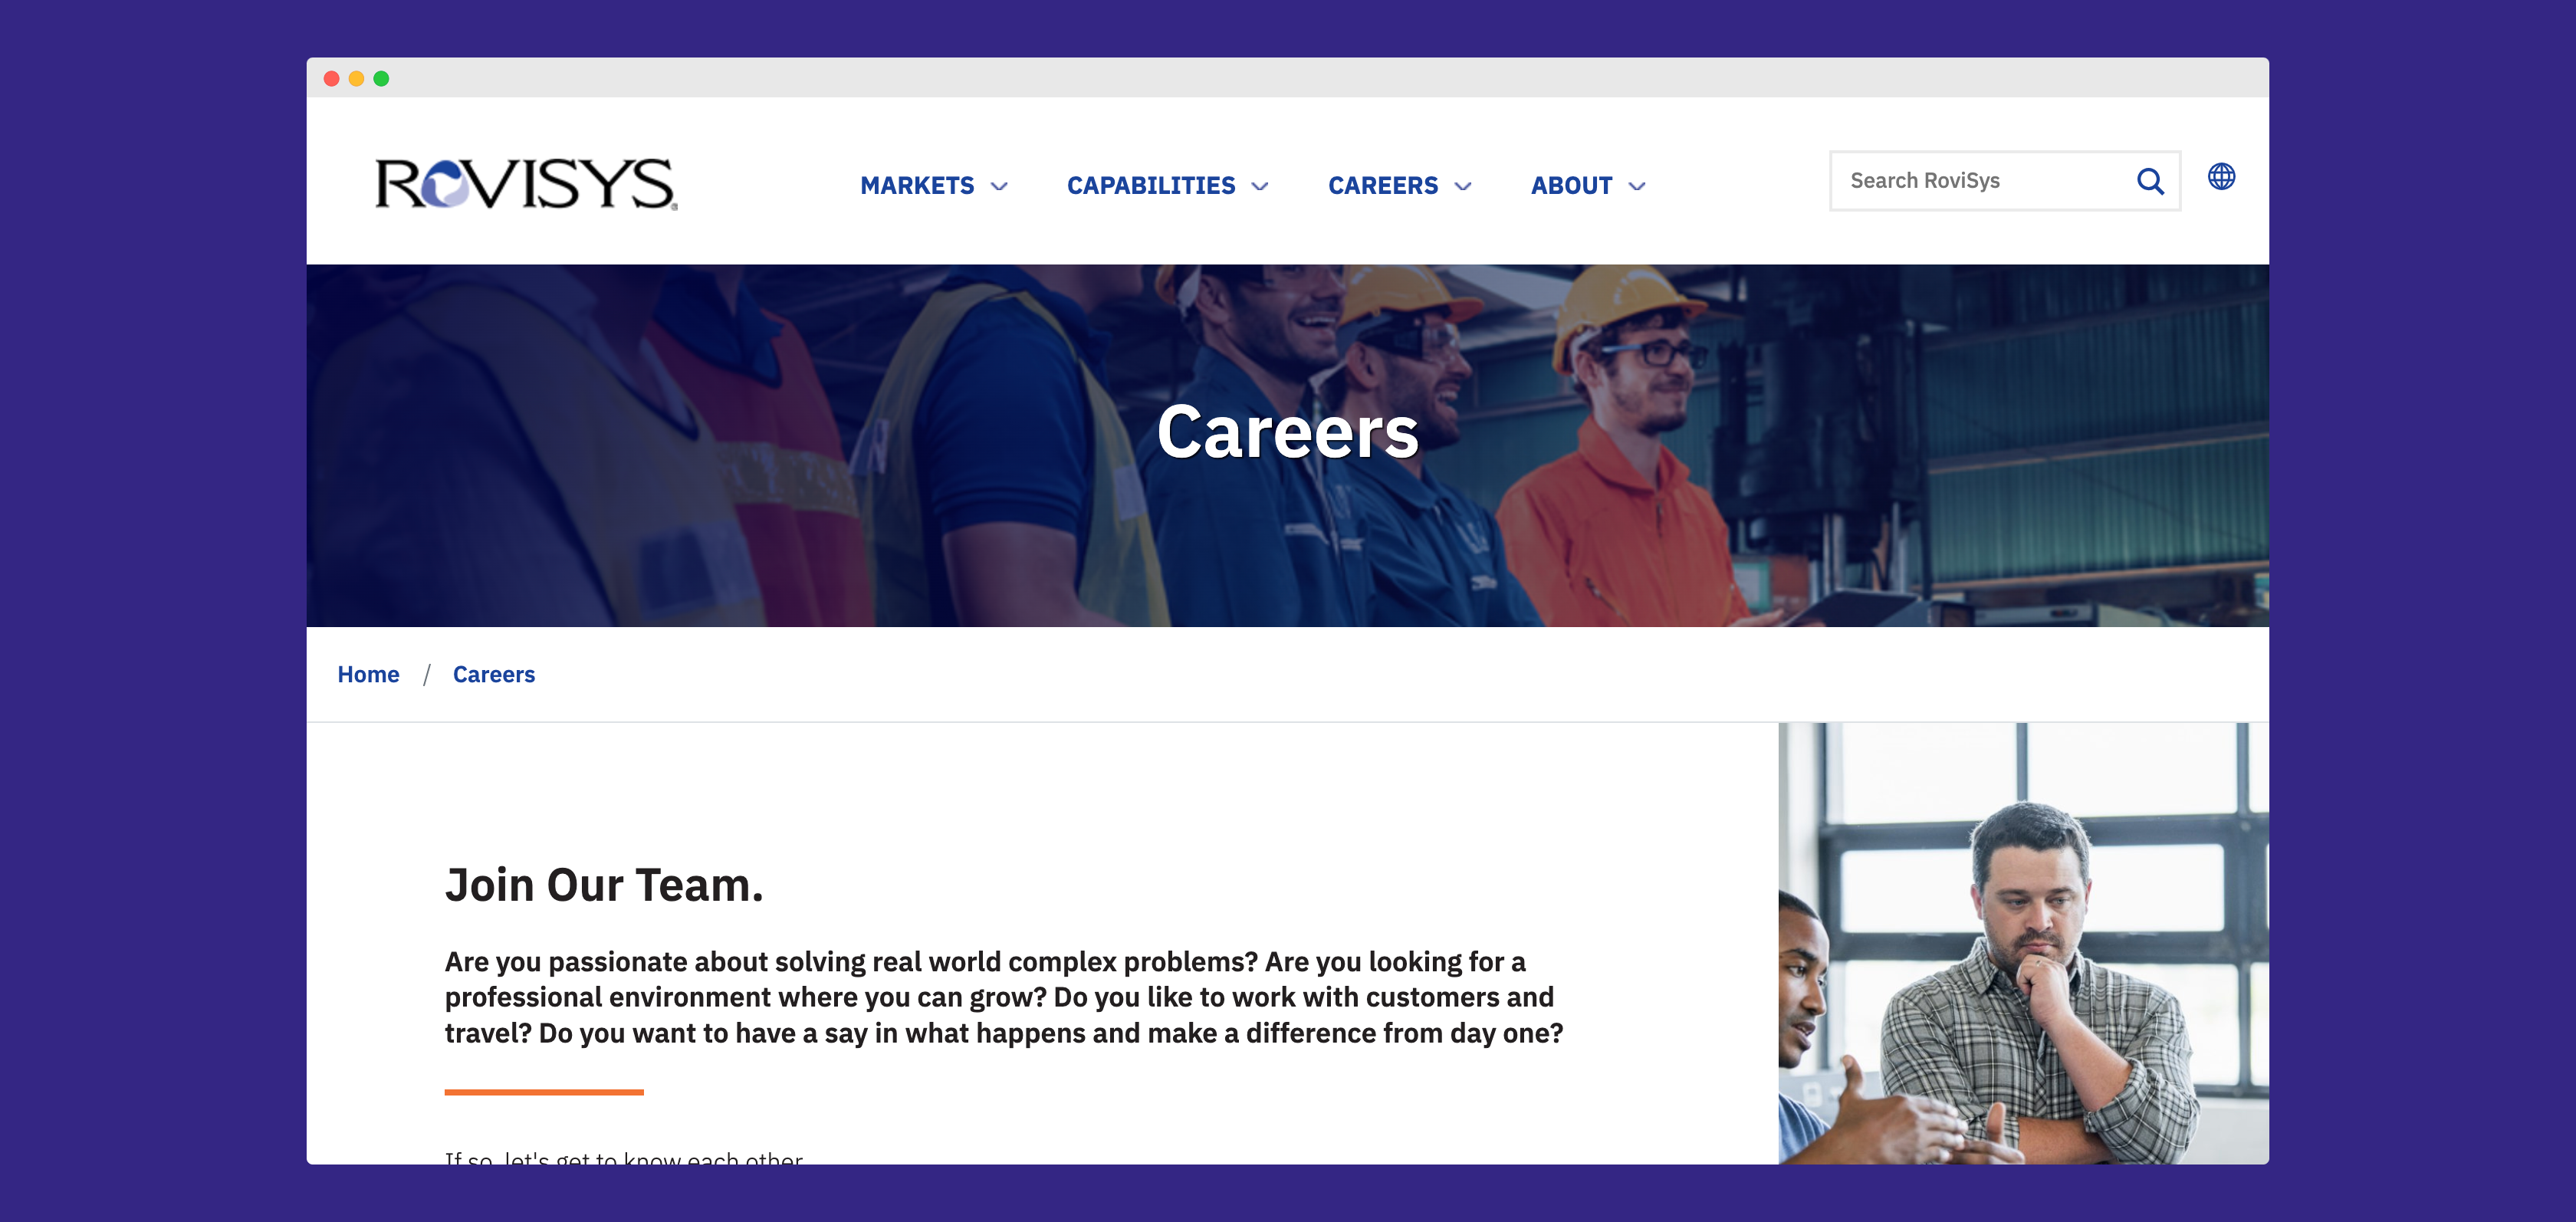 ROVISYS
MARKETS
CAPABILITIES
CAREERS
ABOUT
Search RoviSys
Careers
Home / Careers
Join Our Team.
Are you passionate about solving real world complex problems? Are you looking for a
professional environment where you can grow? Do you like to work with customers and
travel? Do you want to have a say in what happens and make a difference from day one?
If so, let's get to know each other